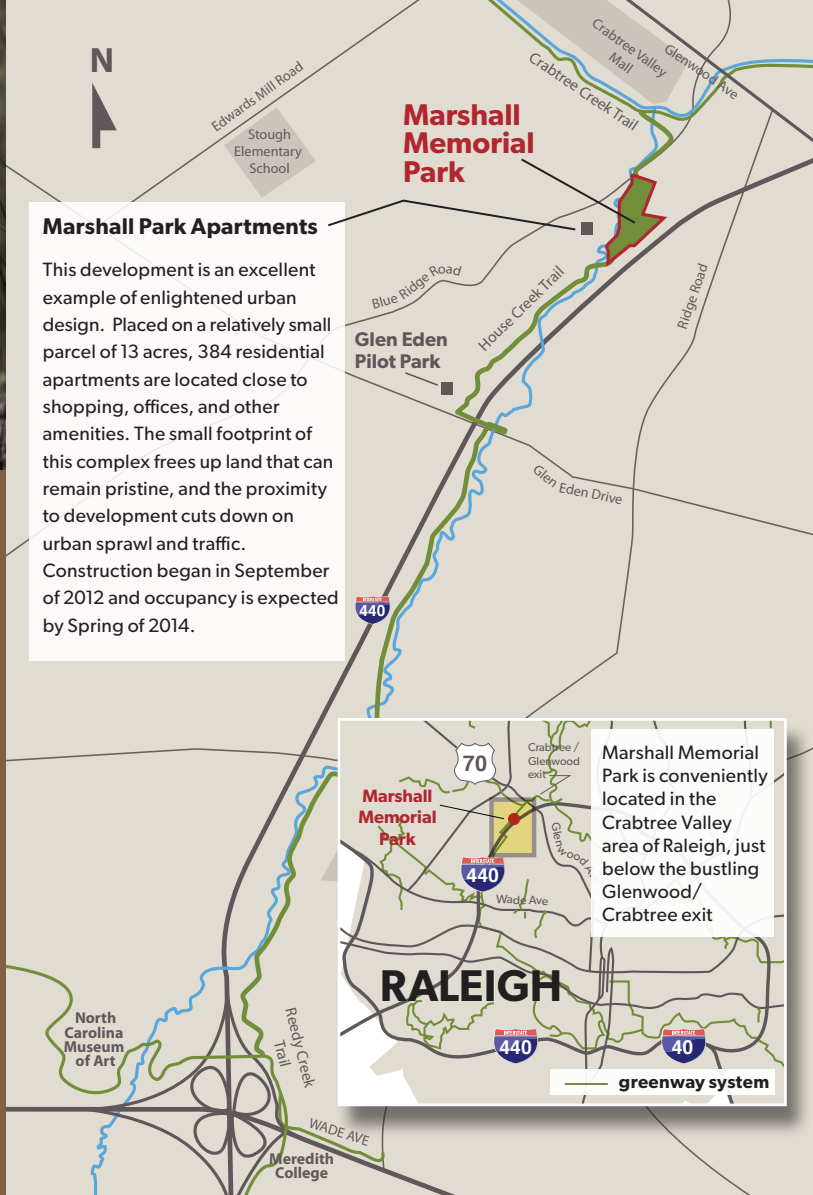 Crabtree Valley
Mall
Glenwood Ave
Crabtree Creek Trail
N
Edwards Mill Road
Stough
Elementary
School
Marshall
Memorial
Park
Marshall Park Apartments
This development is an excellent
example of enlightened urban
design.  Placed on a relatively small
parcel of 13 acres, 384 residential
apartments are located close to
shopping, offices, and other
amenities. The small footprint of
this complex frees up land that can
remain pristine, and the proximity
to development cuts down on
urban sprawl and traffic.
Construction began in September
of 2012 and occupancy is expected
by Spring of 2014.
Blue Ridge Road
House Creek Trail
Ridge Road
Glen Eden
Pilot Park
Glen Eden Drive
INTERSTATE
440
70
Crabtree /
Glenwood
exit
Marshall
Memorial
Park
Glenwood A
INTERSTATE
440
Wade Ave
Marshall Memorial
Park is conveniently
located in the
Crabtree Valley
area of Raleigh, just
below the bustling
Glenwood/
Crabtree exit
RALEIGH
INTERSTATE
440
INTERSTATE
40
greenway system
North
Carolina
Museum
of Art
Reedy Creek
Trail
WADE AVE
Meredith
College